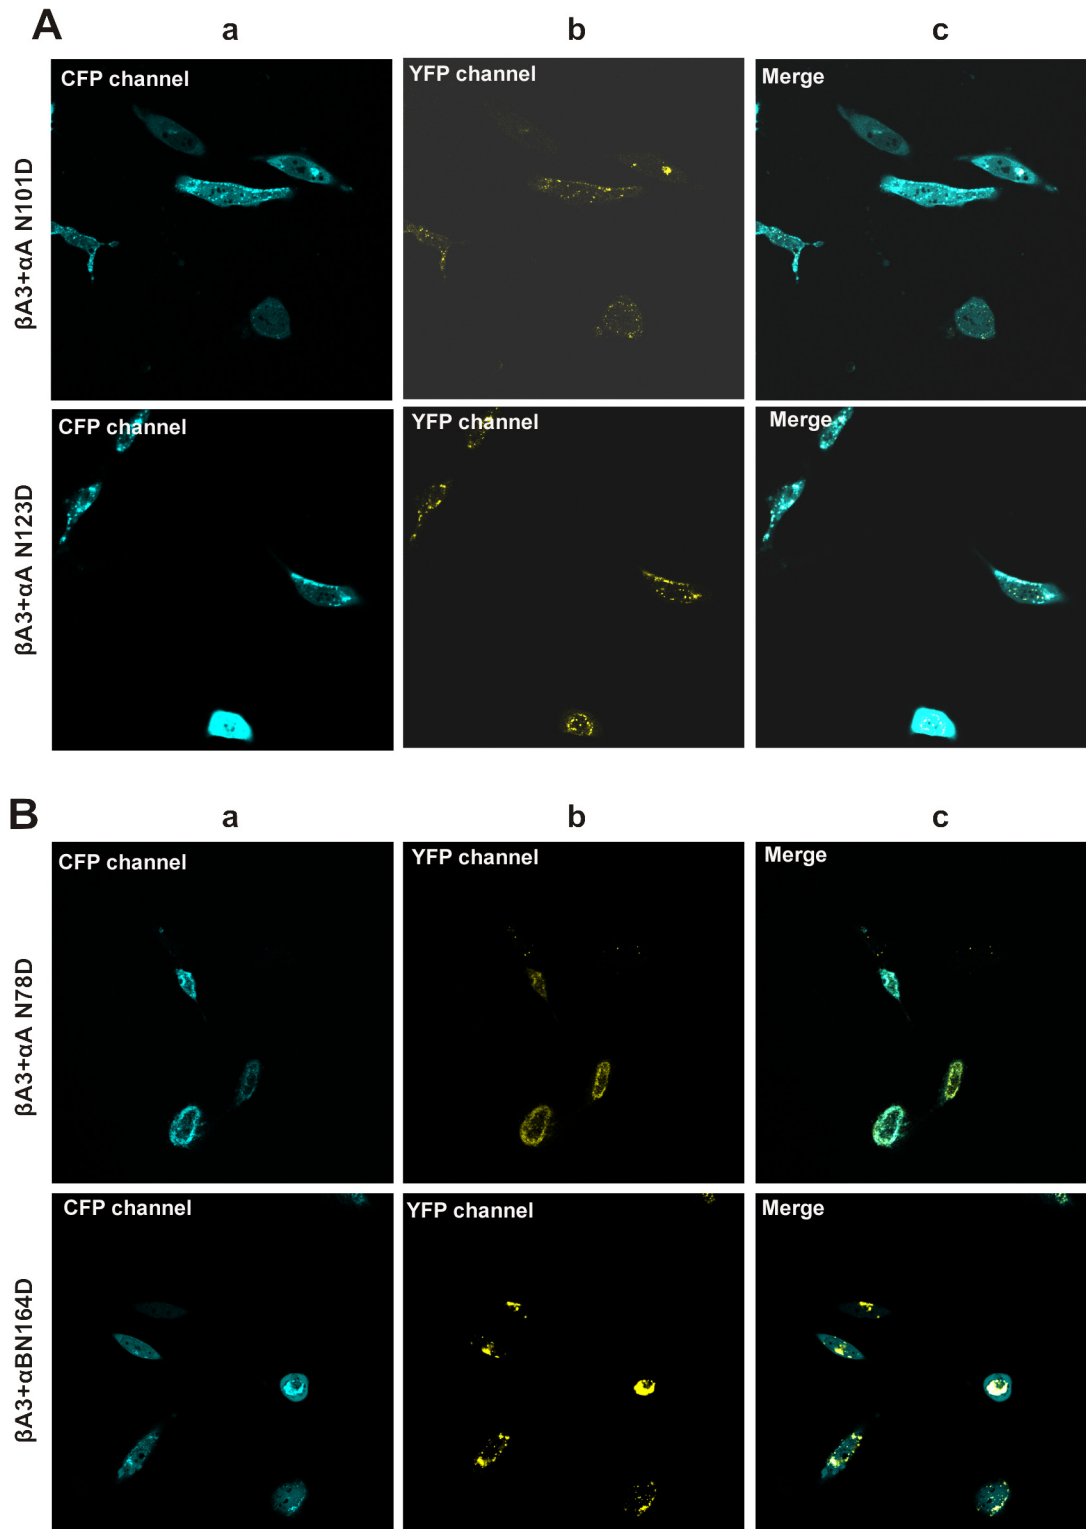 A
a b c
βA3+αA N101D
CFP channel YFP channel Merge
βA3+αA N123D
CFP channel YFP channel Merge
B
a b c
βA3+αA N78D
CFP channel YFP channel Merge
βA3+αBN164D
CFP channel YFP channel Merge